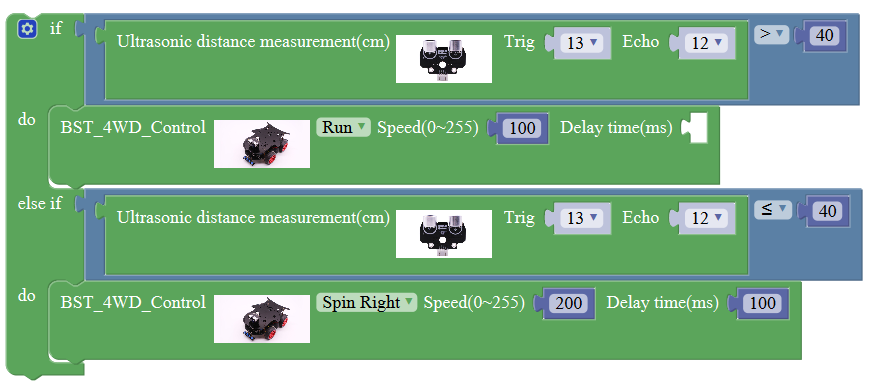 if Ultrasonic distance measurement(cm) Trig 13 Echo 12 > 40
do BST_4WD_Control Run Speed(0~255) 100 Delay time(ms)
else if Ultrasonic distance measurement(cm) Trig 13 Echo 12 ≤ 40
do BST_4WD_Control Spin Right Speed(0~255) 200 Delay time(ms) 100